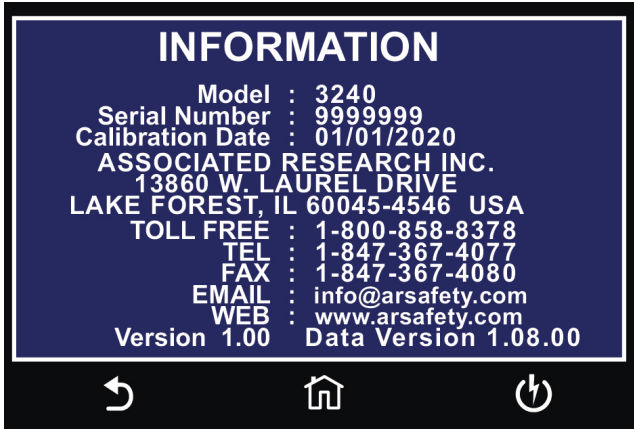 INFORMATION
Model : 3240
Serial Number : 9999999
Calibration Date : 01/01/2020
ASSOCIATED RESEARCH INC.
13860 W. LAUREL DRIVE
LAKE FOREST, IL 60045-4546 USA
TOLL FREE : 1-800-858-8378
TEL : 1-847-367-4077
FAX : 1-847-367-4080
EMAIL : info@arsafety.com
WEB : www.arsafety.com
Version 1.00 Data Version 1.08.00